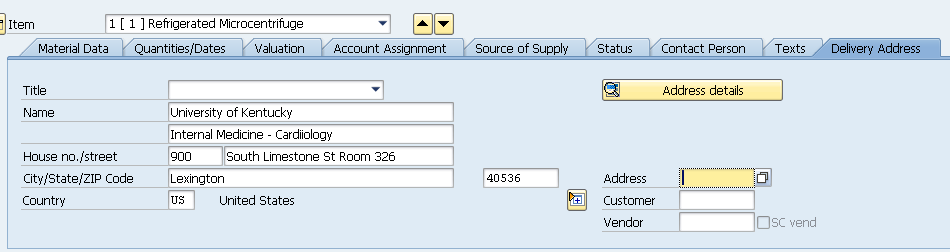 Item 1 [ 1 ] Refrigerated Microcentrifuge
Material Data Quantities/Dates Valuation Account Assignment Source of Supply Status Contact Person Texts Delivery Address
Title Address details
Name University of Kentucky
Internal Medicine - Cardiiology
House no./street 900 South Limestone St Room 326
City/State/ZIP Code Lexington 40536 Address
Country US United States Customer
Vendor SC vend